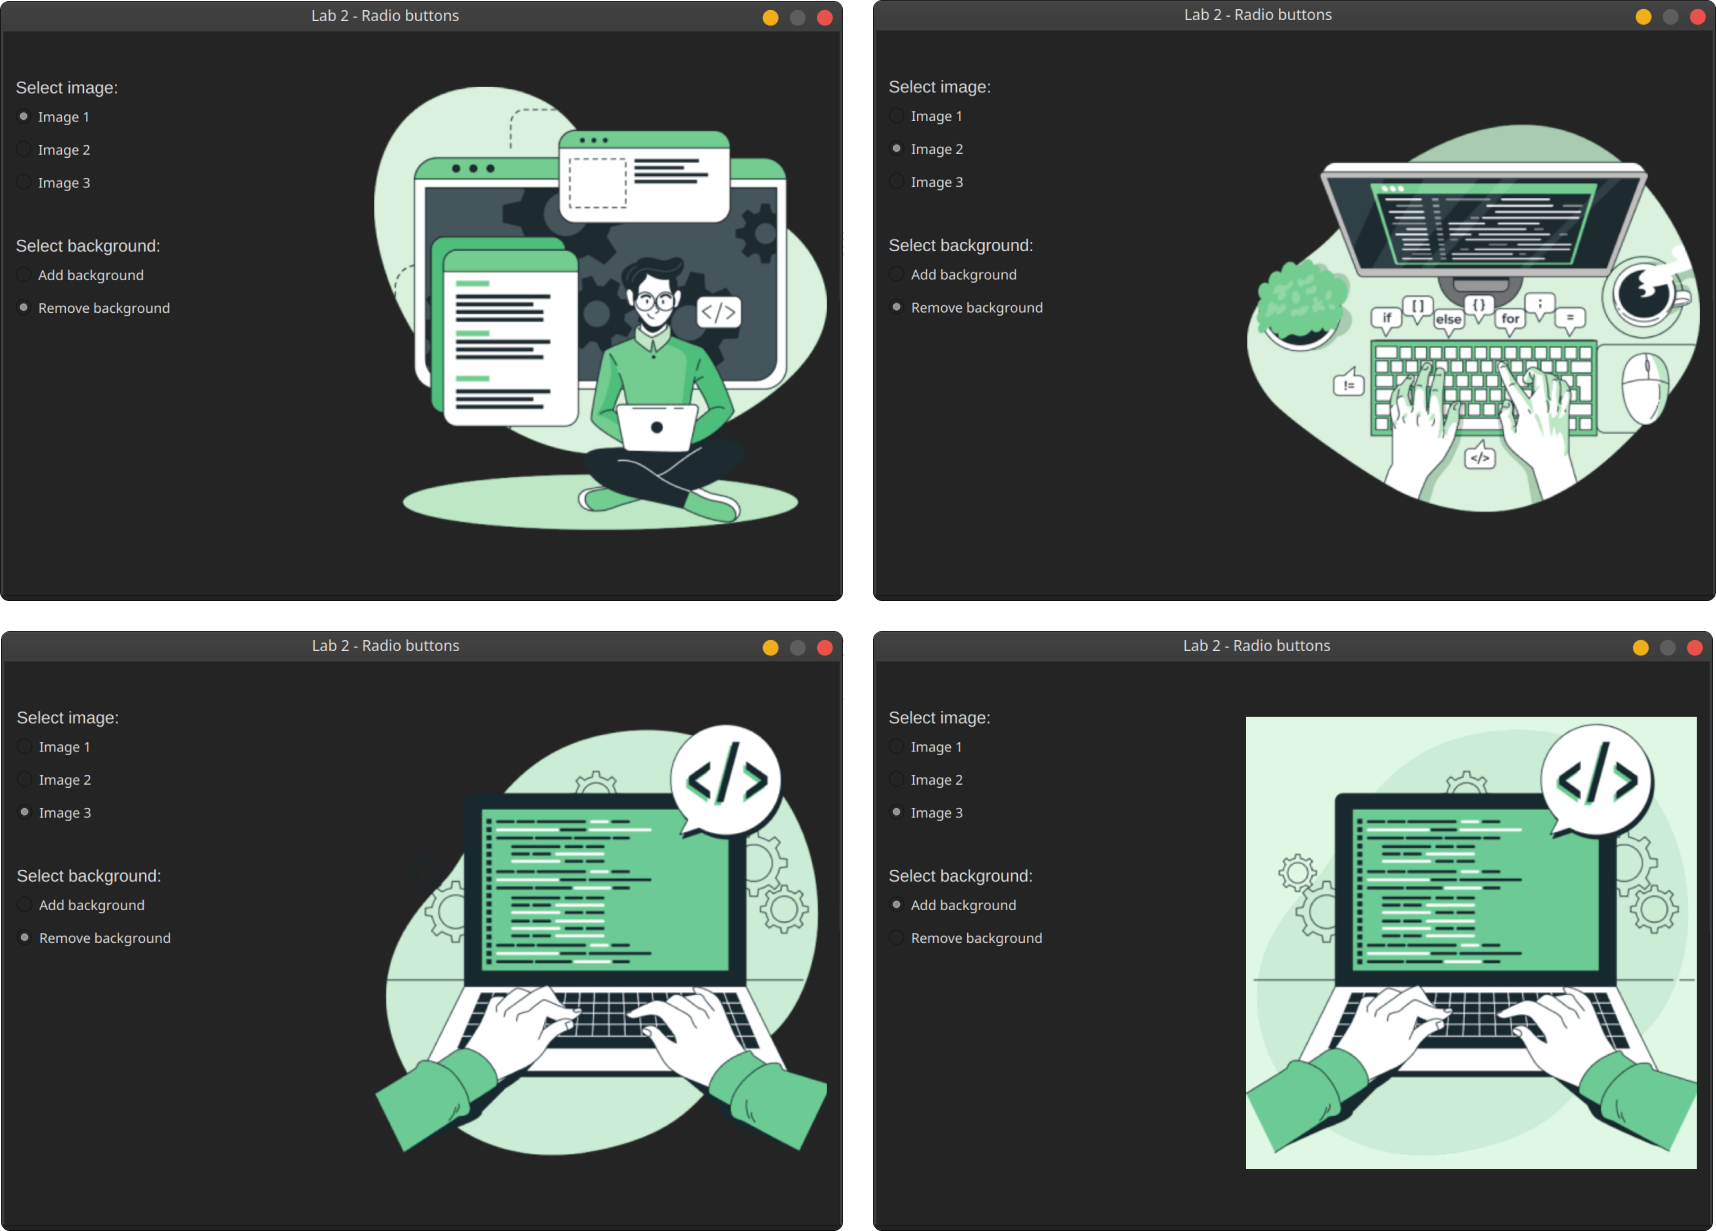 Lab 2 - Radio buttons
Select image:
Image 1
Image 2
Image 3
Select background:
Add background
Remove background
</>
Lab 2 - Radio buttons
Select image:
Image 1
Image 2
Image 3
Select background:
Add background
Remove background
if [ ] else { } for ; =
!=
</>
Lab 2 - Radio buttons
Select image:
Image 1
Image 2
Image 3
Select background:
Add background
Remove background
</>
Lab 2 - Radio buttons
Select image:
Image 1
Image 2
Image 3
Select background:
Add background
Remove background
</>